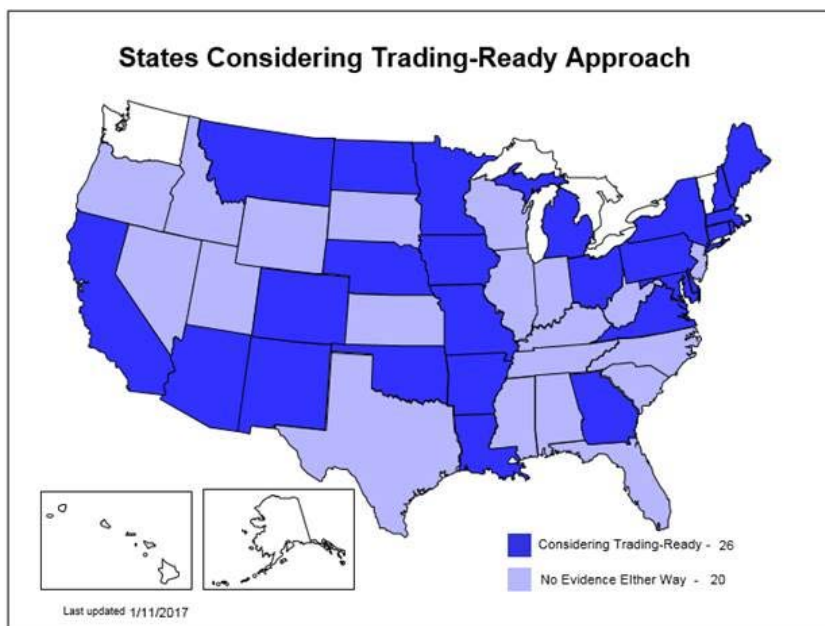 States Considering Trading-Ready Approach
Considering Trading-Ready - 26
No Evidence EIther Way - 20
Last updated 1/11/2017